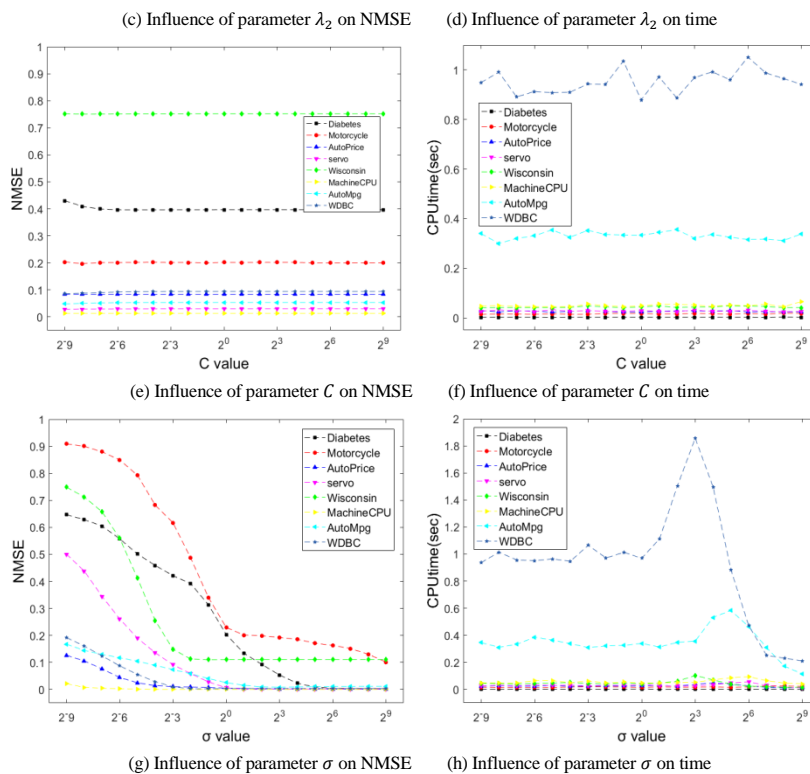 (c) Influence of parameter λ₂ on NMSE
(d) Influence of parameter λ₂ on time
1
0.9
0.8
0.7
0.6
0.5
0.4
0.3
0.2
0.1
0
NMSE
Diabetes
Motorcycle
AutoPrice
servo
Wisconsin
MachineCPU
AutoMpg
WDBC
2^-9
2^-6
2^-3
2^0
2^3
2^6
2^9
C value
1
0.8
0.6
0.4
0.2
0
CPUtime(sec)
Diabetes
Motorcycle
AutoPrice
servo
Wisconsin
MachineCPU
AutoMpg
WDBC
2^-9
2^-6
2^-3
2^0
2^3
2^6
2^9
C value
(e) Influence of parameter C on NMSE
(f) Influence of parameter C on time
1
0.9
0.8
0.7
0.6
0.5
0.4
0.3
0.2
0.1
0
NMSE
Diabetes
Motorcycle
AutoPrice
servo
Wisconsin
MachineCPU
AutoMpg
WDBC
2^-9
2^-6
2^-3
2^0
2^3
2^6
2^9
σ value
2
1.8
1.6
1.4
1.2
1
0.8
0.6
0.4
0.2
0
CPUtime(sec)
Diabetes
Motorcycle
AutoPrice
servo
Wisconsin
MachineCPU
AutoMpg
WDBC
2^-9
2^-6
2^-3
2^0
2^3
2^6
2^9
σ value
(g) Influence of parameter σ on NMSE
(h) Influence of parameter σ on time